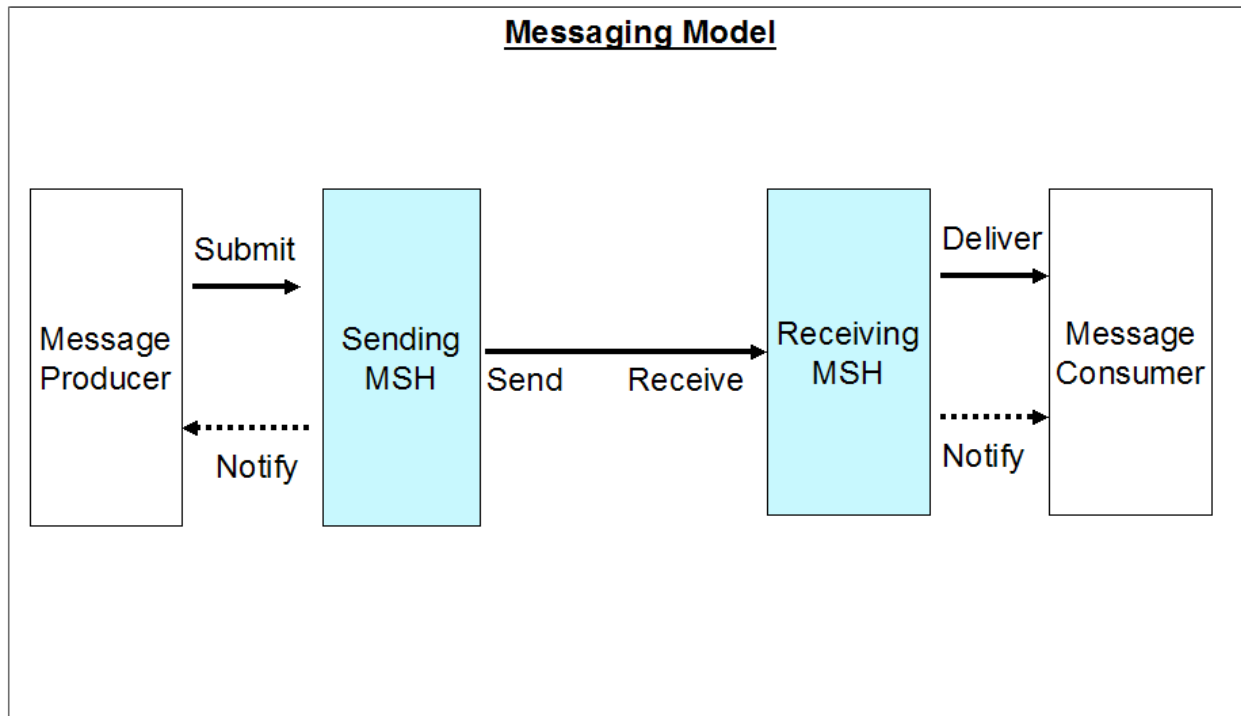 Messaging Model
Submit
Deliver
Message
Producer
Sending
MSH
Send
Receive
Receiving
MSH
Message
Consumer
Notify
Notify